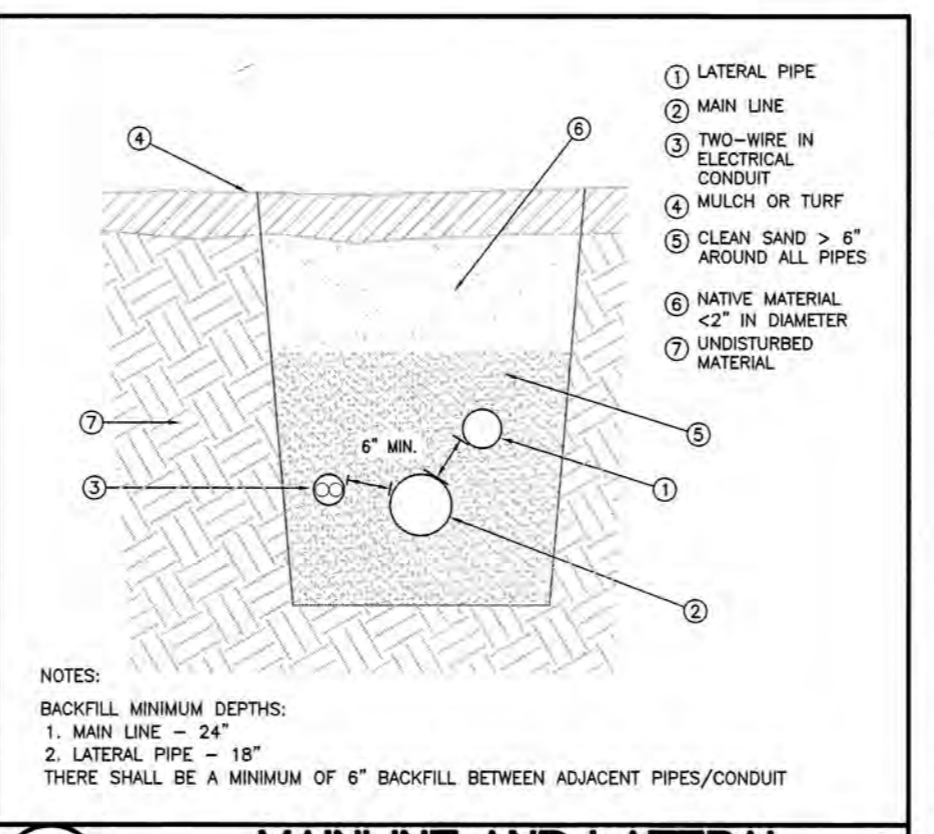 ① LATERAL PIPE
② MAIN LINE
③ TWO-WIRE IN
ELECTRICAL
CONDUIT
④ MULCH OR TURF
⑤ CLEAN SAND > 6"
AROUND ALL PIPES
⑥ NATIVE MATERIAL
<2" IN DIAMETER
⑦ UNDISTURBED
MATERIAL
④
⑥
⑦
6" MIN.
⑤
③
①
②
NOTES:
BACKFILL MINIMUM DEPTHS:
1. MAIN LINE – 24"
2. LATERAL PIPE – 18"
THERE SHALL BE A MINIMUM OF 6" BACKFILL BETWEEN ADJACENT PIPES/CONDUIT
MAINLINE AND LATERAL